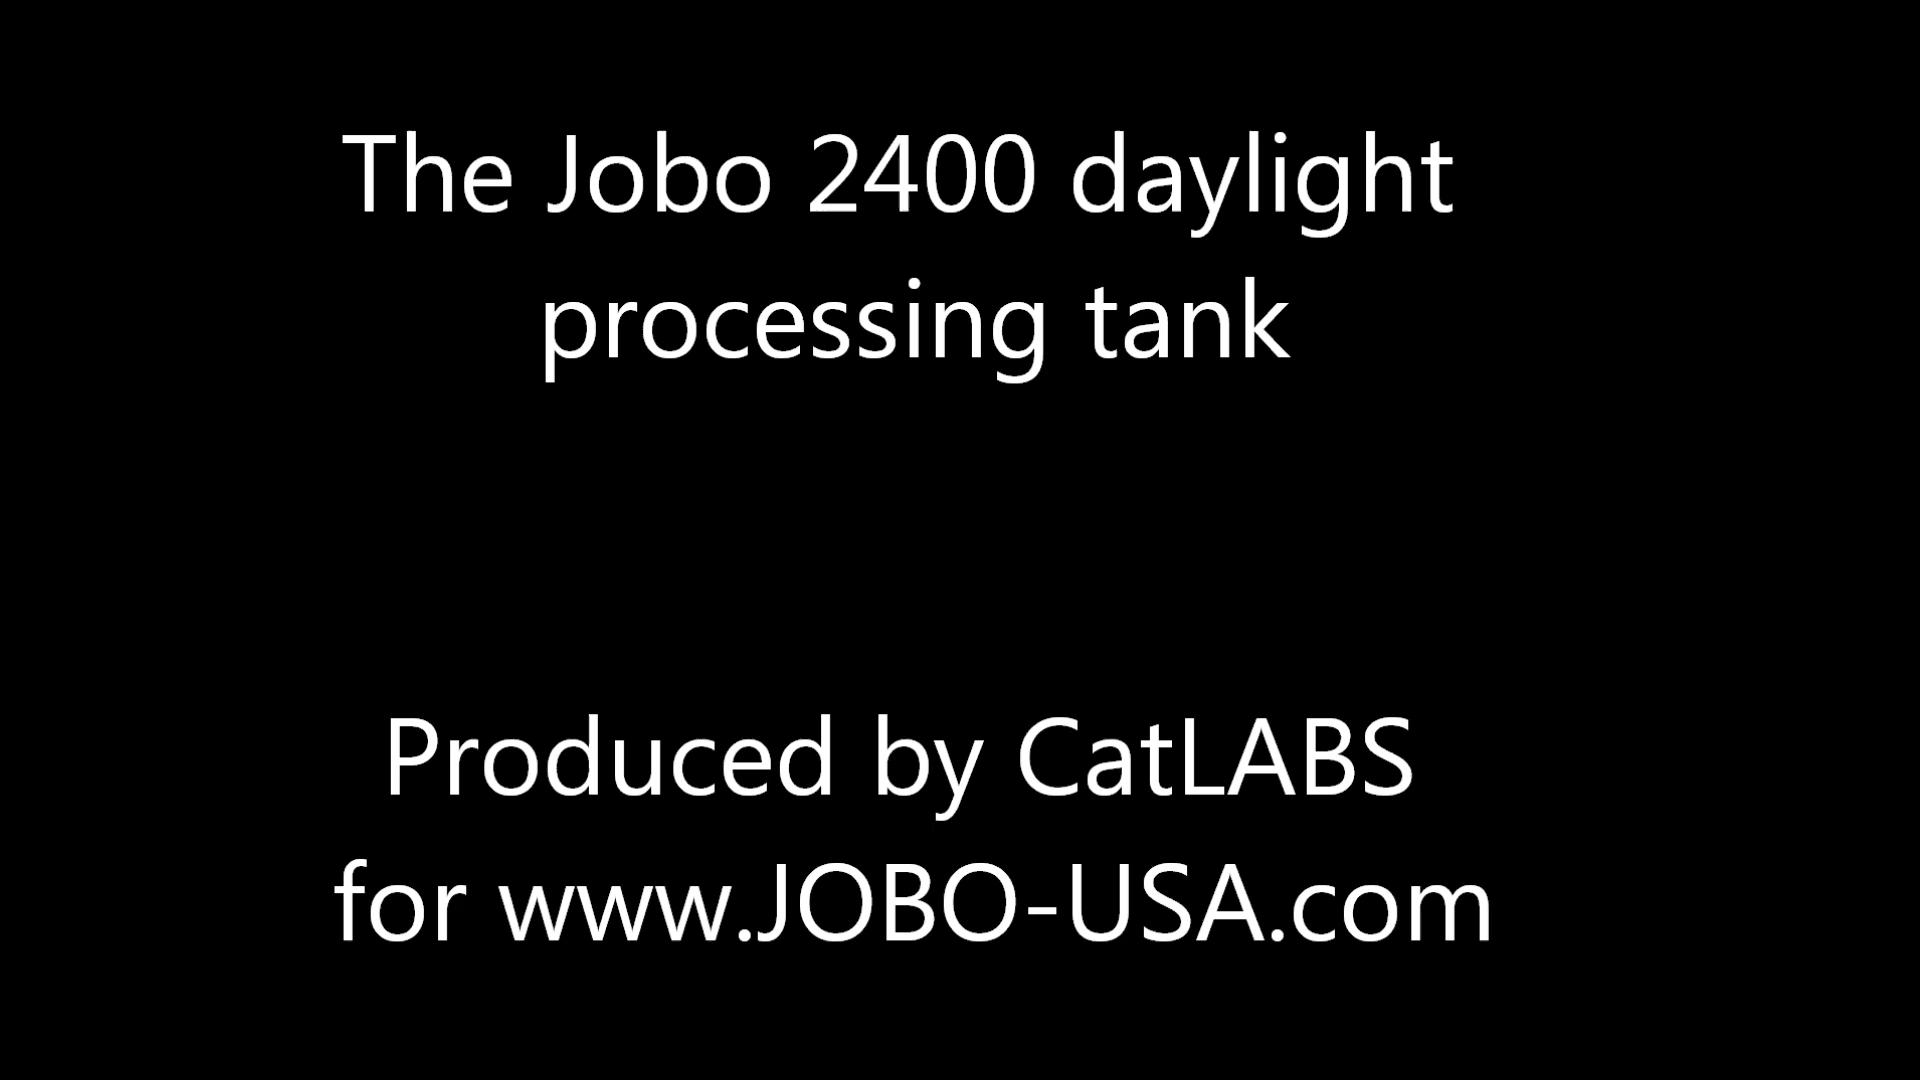 The Jobo 2400 daylight
processing tank
Produced by CatLABS
for www.JOBO-USA.com